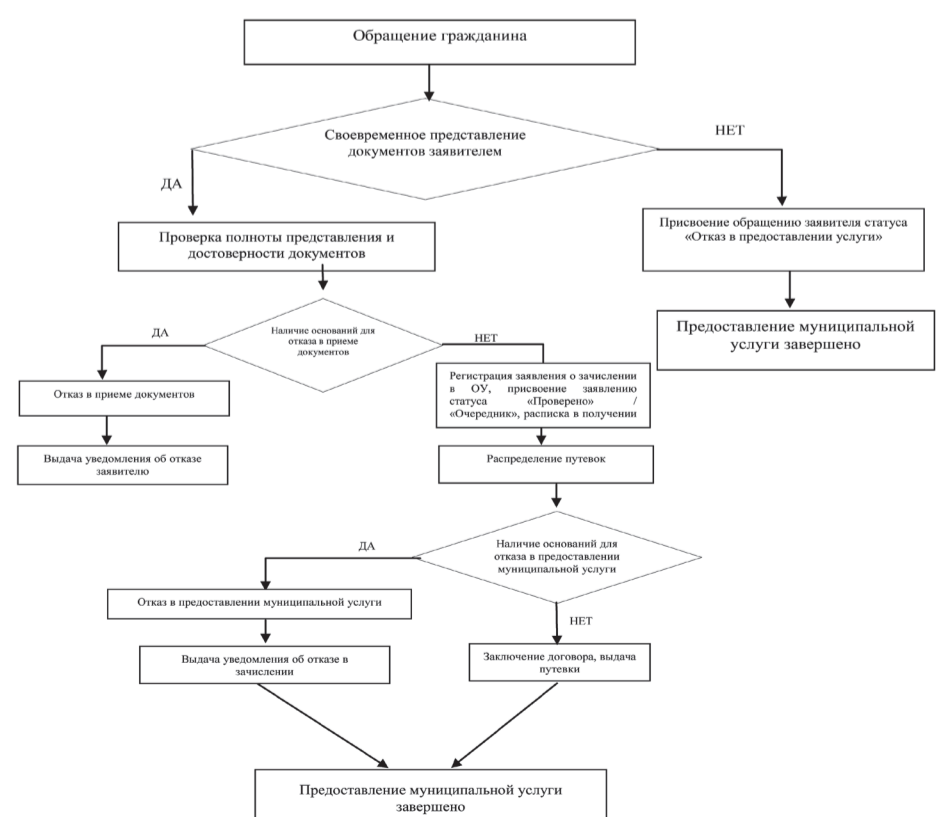 Обращение гражданина
Своевременное представление
документов заявителем
НЕТ
ДА
Присвоение обращению заявителя статуса
«Отказ в предоставлении услуги»
Проверка полноты представления и
достоверности документов
Предоставление муниципальной
услуги завершено
Наличие оснований для
отказа в приеме
документов
ДА
НЕТ
Регистрация заявления о зачислении
в ОУ, присвоение заявлению
статуса «Проверено» /
«Очередник», расписка в получении
Отказ в приеме документов
Выдача уведомления об отказе
заявителю
Распределение путевок
Наличие оснований для
отказа в предоставлении
муниципальной услуги
ДА
НЕТ
Отказ в предоставлении муниципальной услуги
Выдача уведомления об отказе в
зачислении
Заключение договора, выдача
путевки
Предоставление муниципальной услуги
завершено